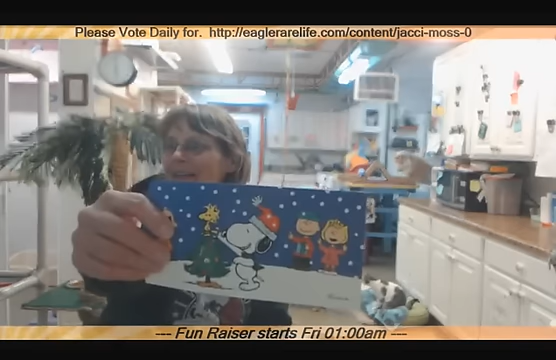 Please Vote Daily for. http://eaglerarelife.com/content/jacci-moss-0
--- Fun Raiser starts Fri 01:00am ---